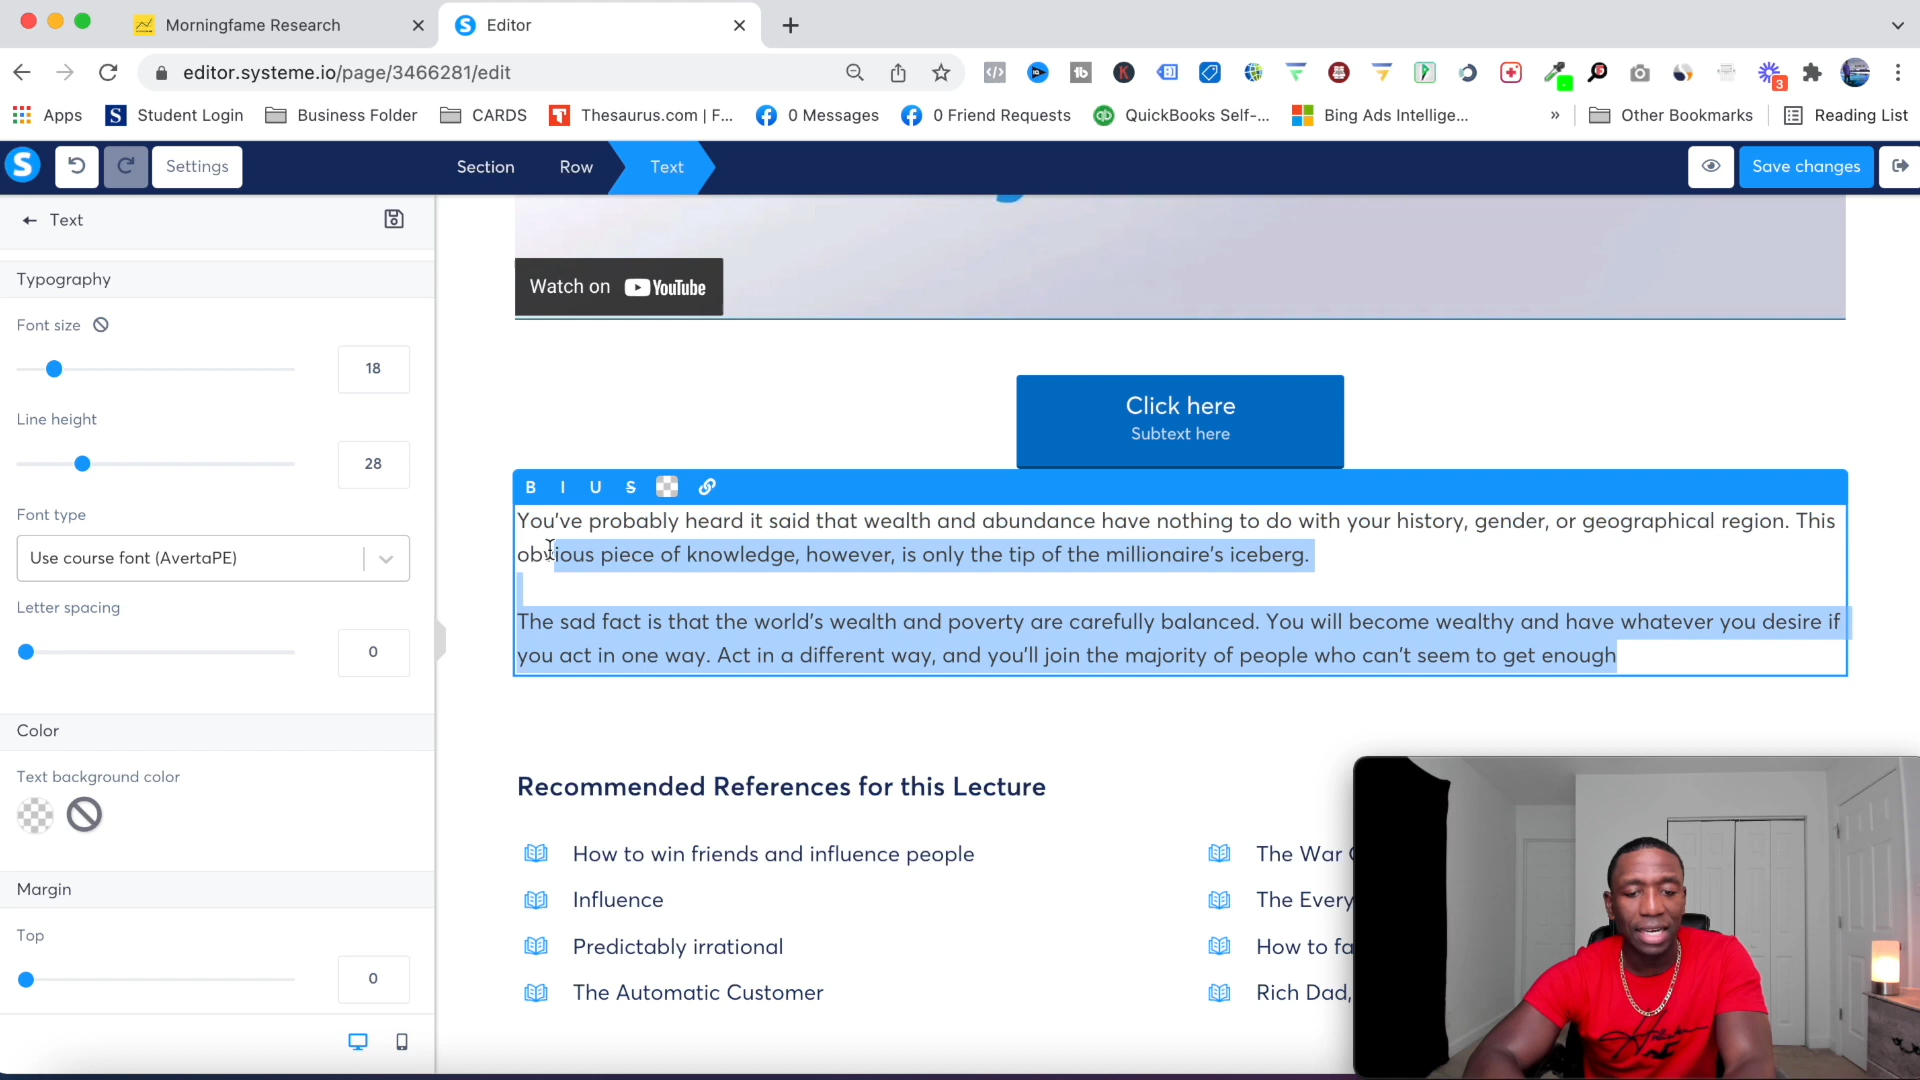 Morningfame Research
Editor
editor.systeme.io/page/3466281/edit
3
Apps
Student Login
Business Folder
CARDS
Thesaurus.com | F...
0 Messages
0 Friend Requests
QuickBooks Self-...
Bing Ads Intellige...
»
Other Bookmarks
Reading List
Settings
Section
Row
Text
Save changes
Text
Typography
Font size
18
Line height
28
Font type
Use course font (AvertaPE)
Letter spacing
0
Color
Text background color
Margin
Top
0
Watch on YouTube
Click here
Subtext here
B I U S
You've probably heard it said that wealth and abundance have nothing to do with your history, gender, or geographical region. This
obvious piece of knowledge, however, is only the tip of the millionaire's iceberg.
The sad fact is that the world's wealth and poverty are carefully balanced. You will become wealthy and have whatever you desire if
you act in one way. Act in a different way, and you'll join the majority of people who can't seem to get enough
Recommended References for this Lecture
How to win friends and influence people
Influence
Predictably irrational
The Automatic Customer
The War
The Every
How to fa
Rich Dad,